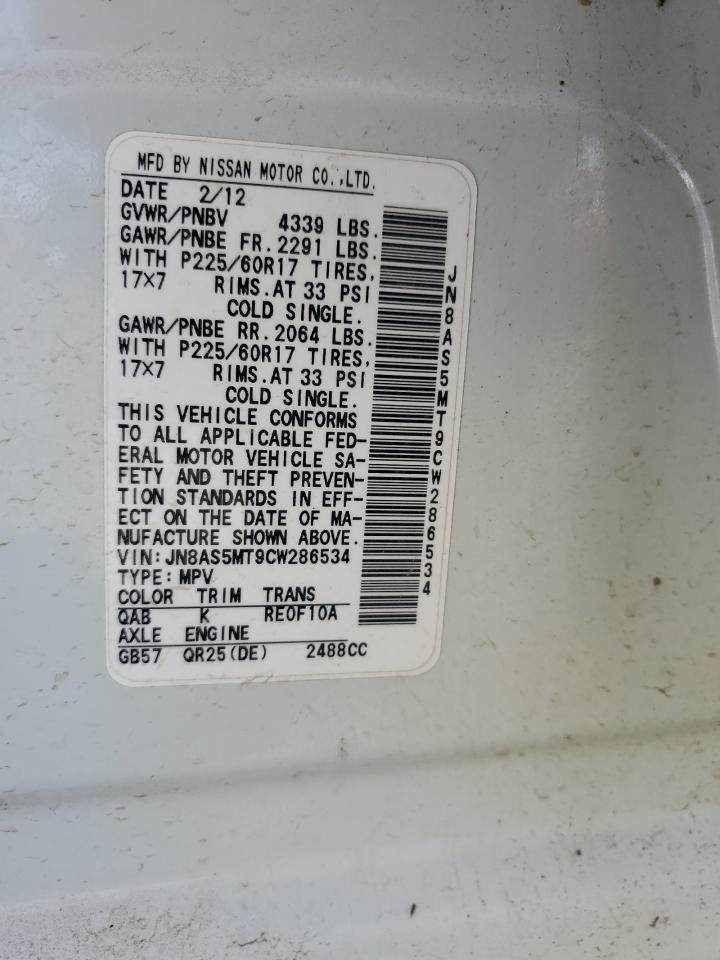 MFD BY NISSAN MOTOR CO.,LTD.
DATE 2/12
GVWR/PNBV 4339 LBS.
GAWR/PNBE FR. 2291 LBS.
WITH P225/60R17 TIRES,
17X7 RIMS.AT 33 PSI
COLD SINGLE.
GAWR/PNBE RR. 2064 LBS.
WITH P225/60R17 TIRES,
17X7 RIMS.AT 33 PSI
COLD SINGLE.
THIS VEHICLE CONFORMS
TO ALL APPLICABLE FED-
ERAL MOTOR VEHICLE SA-
FETY AND THEFT PREVEN-
TION STANDARDS IN EFF-
ECT ON THE DATE OF MA-
NUFACTURE SHOWN ABOVE.
VIN:JN8AS5MT9CW286534
TYPE:MPV
COLOR TRIM TRANS
QAB K RE0F10A
AXLE ENGINE
GB57 QR25(DE) 2488CC
JN8AS5MT9CW286534